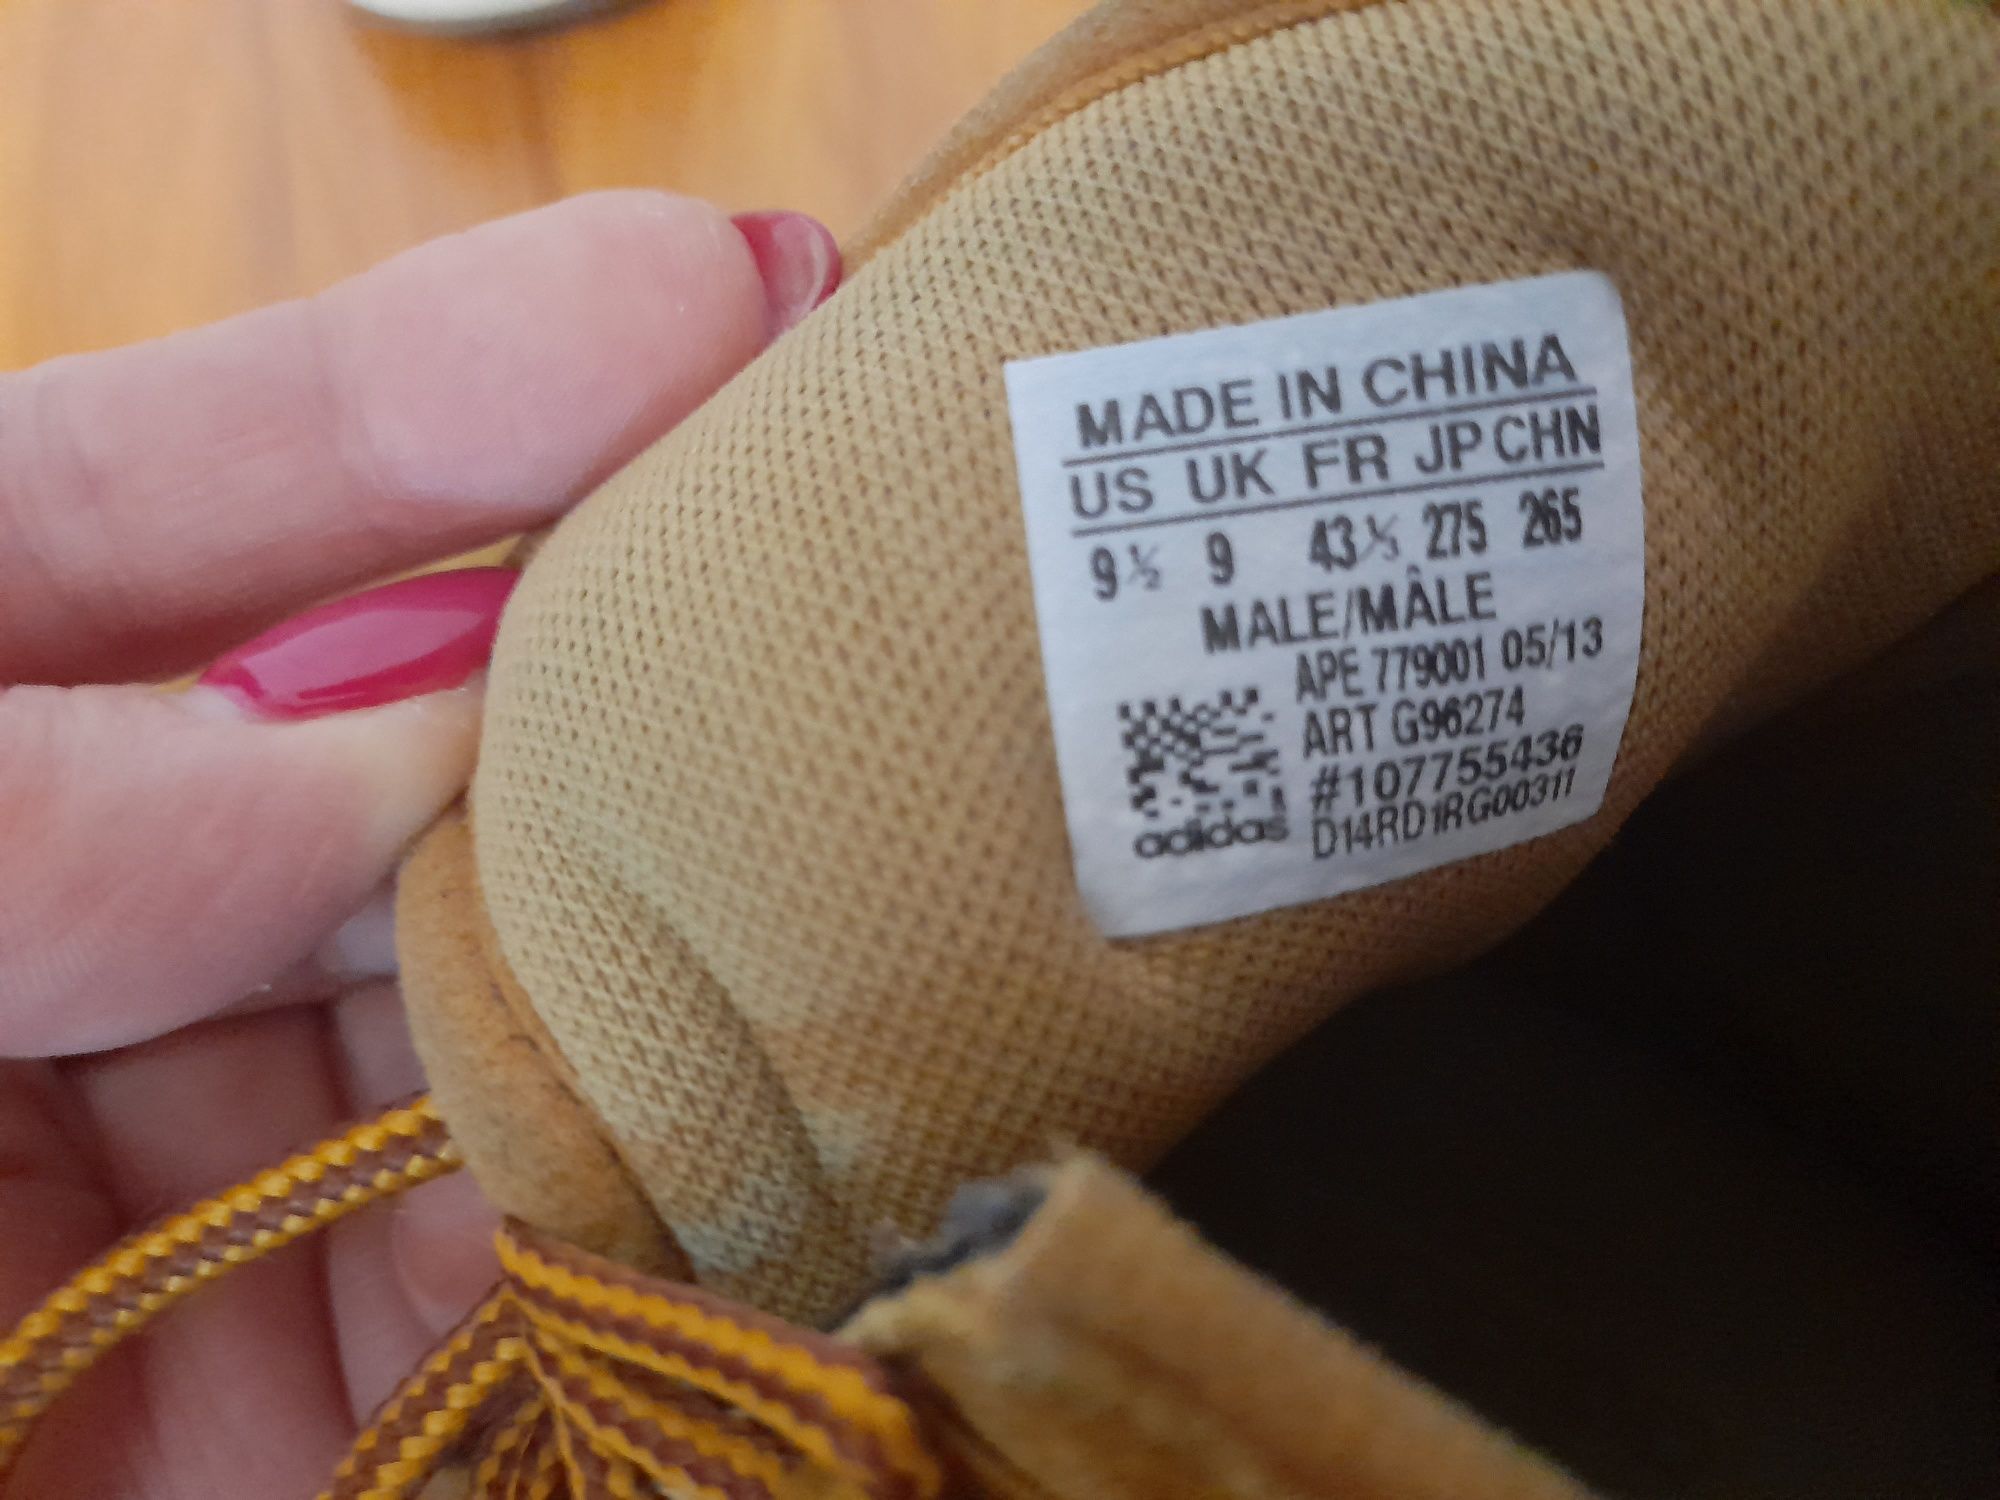 MADE IN CHINA
US UK FR JP CHN
9½ 9 43⅓ 275 265
MALE/MÂLE
APE 779001 05/13
ART G96274
#107755436
adidas D14RD1RG00311